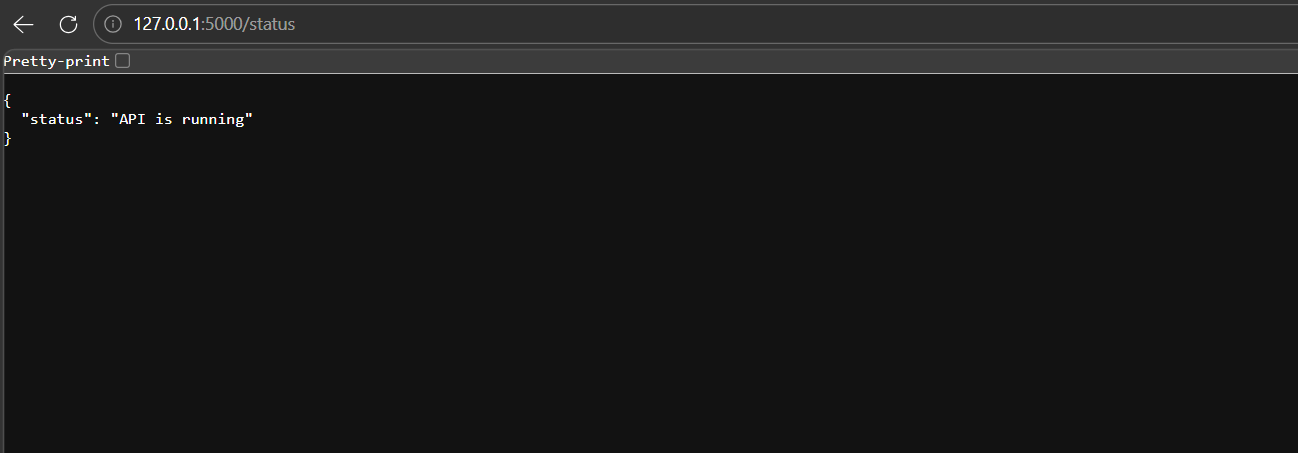 127.0.0.1:5000/status
Pretty-print
{
  "status": "API is running"
}